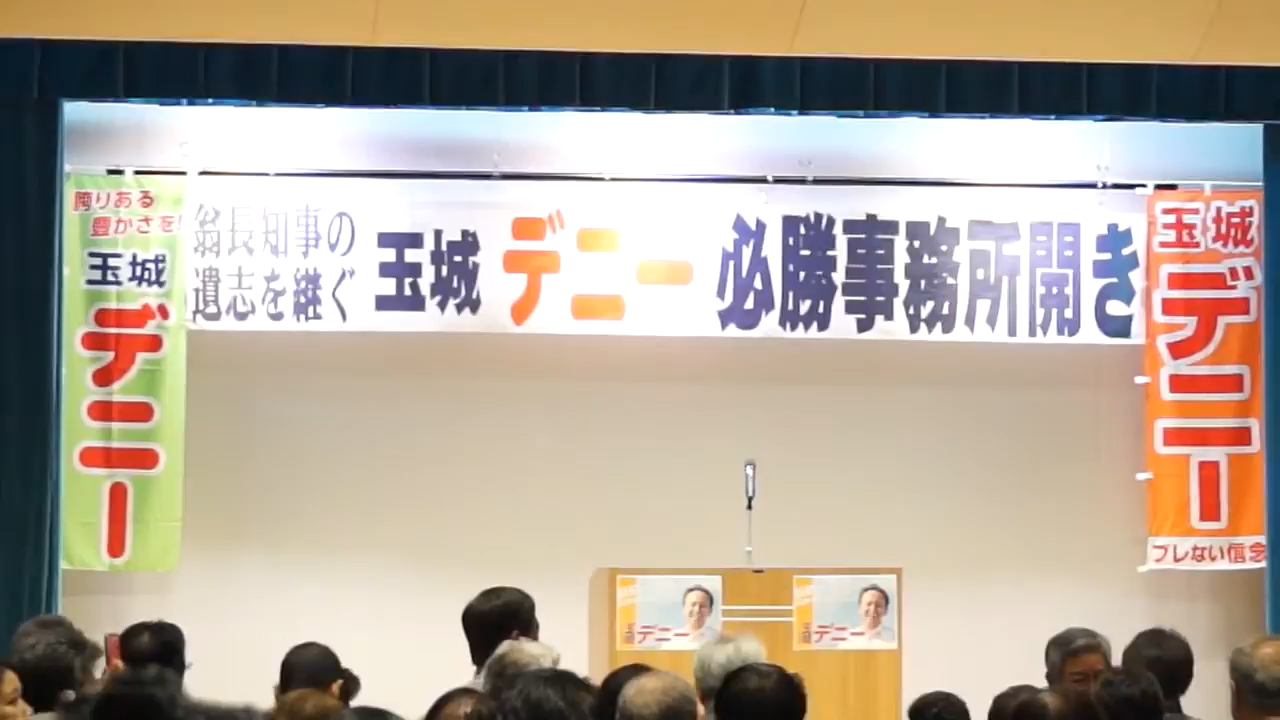 誇りある
豊かさを!
玉城
デニー
翁長知事の
遺志を継ぐ
玉城 デニー 必勝事務所開き
玉城
デニー
ブレない信念
デニー
デニー